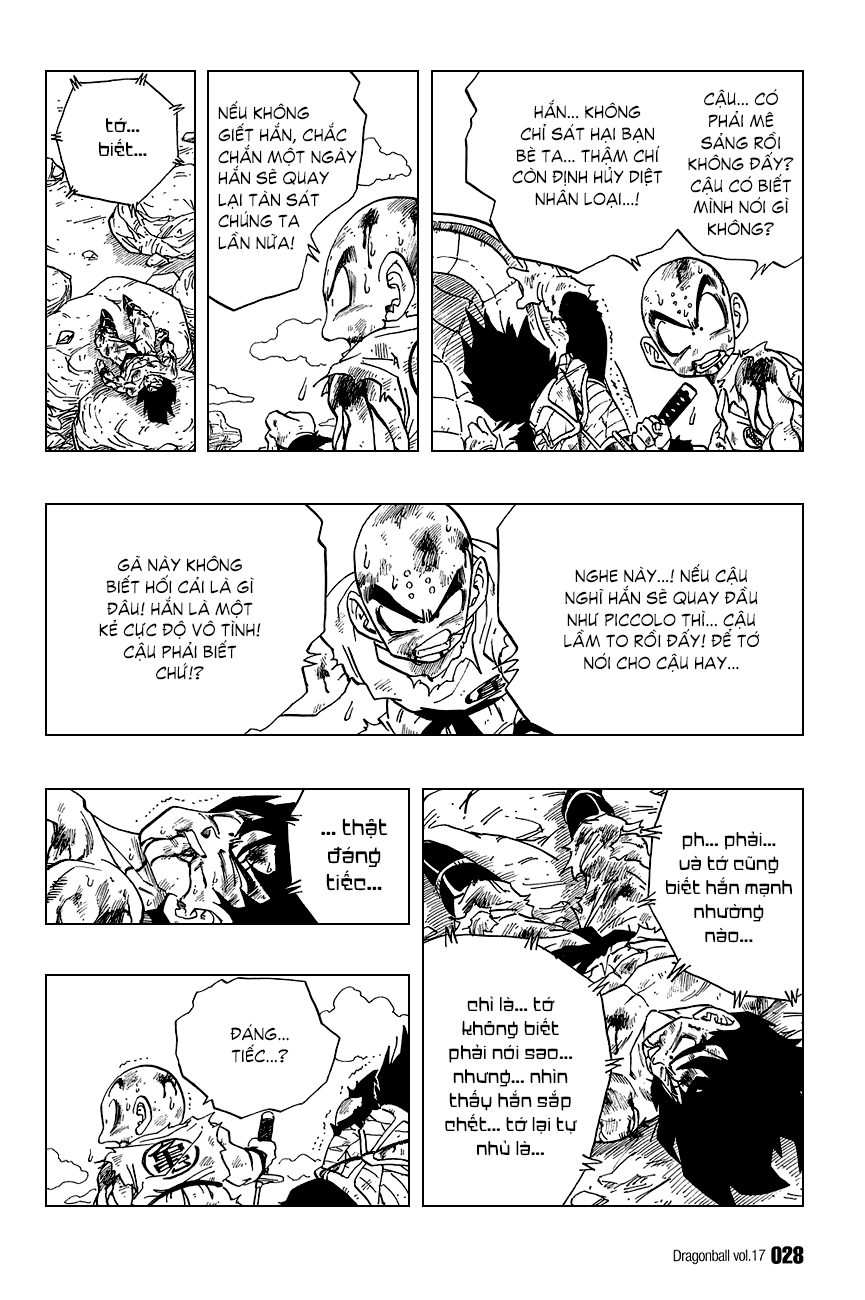 CẬU... CÓ
PHẢI MÊ
SẢNG RỒI
KHÔNG ĐẤY?
CẬU CÓ BIẾT
MÌNH NÓI GÌ
KHÔNG?
HẮN... KHÔNG
CHỈ SÁT HẠI BẠN
BÈ TA... THẬM CHÍ
CÒN ĐỊNH HỦY DIỆT
NHÂN LOẠI...!
NẾU KHÔNG
GIẾT HẮN, CHẮC
CHẮN MỘT NGÀY
HẮN SẼ QUAY
LẠI TÀN SÁT
CHÚNG TA
LẦN NỮA!
tớ...
biết...
NGHE NÀY...! NẾU CẬU
NGHĨ HẮN SẼ QUAY ĐẦU
NHƯ PICCOLO THÌ... CẬU
LẦM TO RỒI ĐẤY! ĐỂ TỚ
NÓI CHO CẬU HAY...
GÃ NÀY KHÔNG
BIẾT HỐI CẢI LÀ GÌ
ĐÂU! HẮN LÀ MỘT
KẺ CỰC ĐỘ VÔ TÌNH!
CẬU PHẢI BIẾT
CHỨ!?
ph... phải...
và tớ cũng
biết hắn mạnh
nhường
nào...
chỉ là... tớ
không biết
phải nói sao...
nhưng... nhìn
thấy hắn sắp
chết... tớ lại tự
nhủ là...
... thật
đáng
tiếc...
ĐÁNG...
TIẾC...?
亀
Dragonball vol.17 028